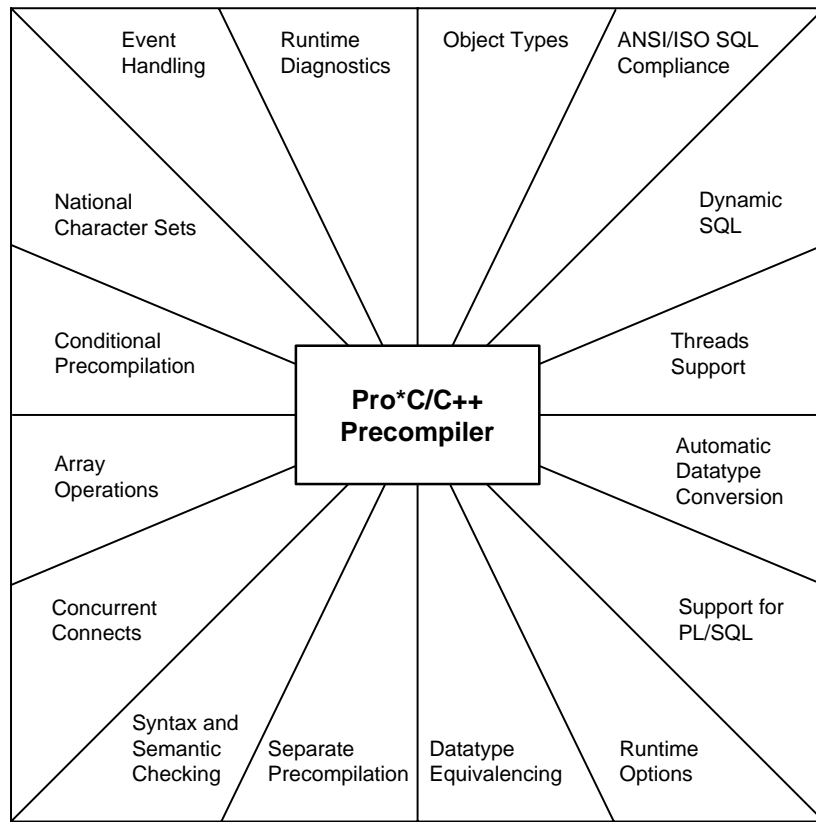 Event
Handling
Runtime
Diagnostics
Object Types
ANSI/ISO SQL
Compliance
National
Character Sets
Dynamic
SQL
Conditional
Precompilation
Threads
Support
Pro*C/C++
Precompiler
Array
Operations
Automatic
Datatype
Conversion
Concurrent
Connects
Support for
PL/SQL
Syntax and
Semantic
Checking
Separate
Precompilation
Datatype
Equivalencing
Runtime
Options